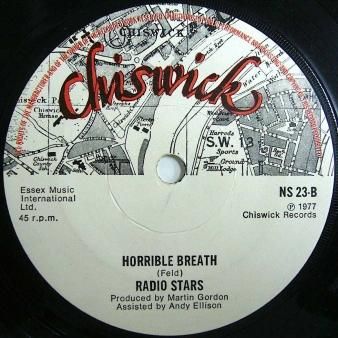 CHISWICK
Chiswick
Harrods
S.W. 13
Sports
Ground
Essex Music
International
Ltd.
45 r.p.m.
NS 23-B
℗ 1977
Chiswick Records
HORRIBLE BREATH
(Feld)
RADIO STARS
Produced by Martin Gordon
Assisted by Andy Ellison